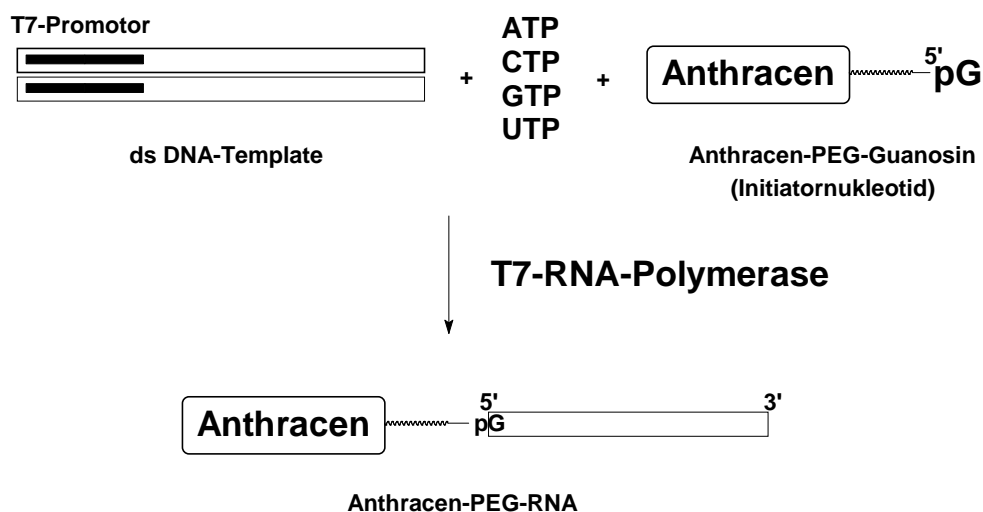 T7-Promotor
ds DNA-Template
+
ATP
CTP
GTP
UTP
+
Anthracen
5'
pG
Anthracen-PEG-Guanosin
(Initiatornukleotid)
T7-RNA-Polymerase
Anthracen
5'
3'
pG
Anthracen-PEG-RNA